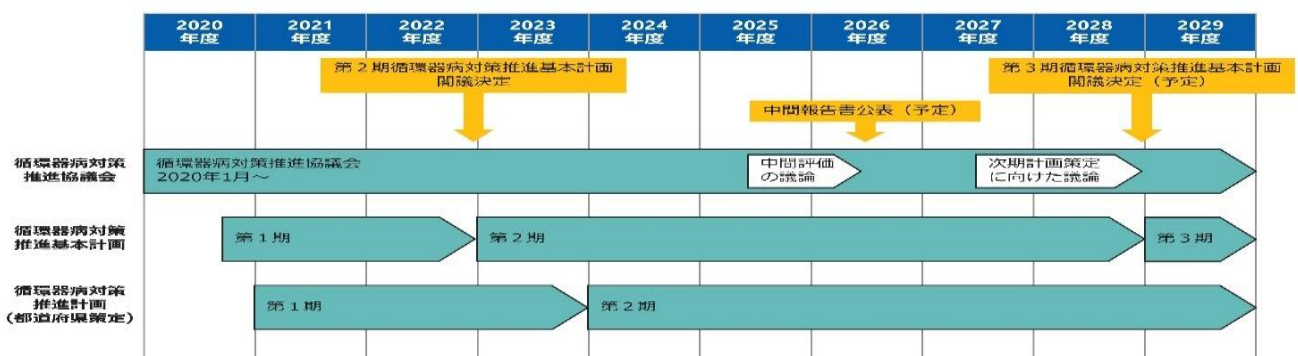 2020
年度
2021
年度
2022
年度
2023
年度
2024
年度
2025
年度
2026
年度
2027
年度
2028
年度
2029
年度
第2期循環器病対策推進基本計画
閣議決定
第3期循環器病対策推進基本計画
閣議決定（予定）
中間報告書公表（予定）
循環器病対策
推進協議会
循環器病対策推進協議会
2020年1月～
中間評価
の議論
次期計画策定
に向けた議論
循環器病対策
推進基本計画
第1期
第2期
第3期
循環器病対策
推進計画
（都道府県策定）
第1期
第2期